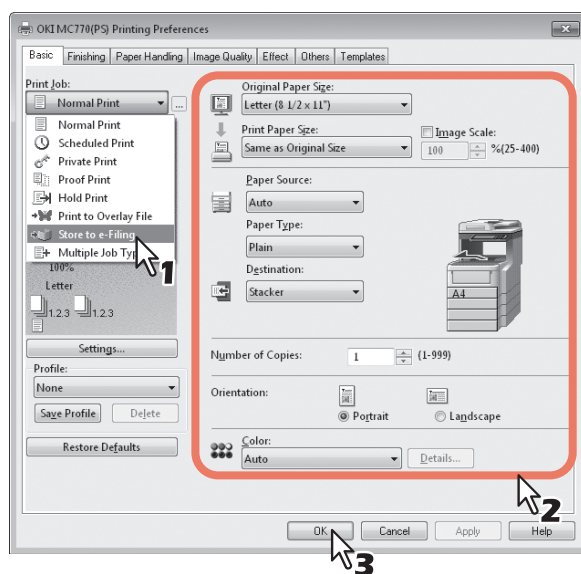 OKI MC770(PS) Printing Preferences
Basic Finishing Paper Handling Image Quality Effect Others Templates
Print Job:
Normal Print ...
Normal Print
Scheduled Print
Private Print
Proof Print
Hold Print
Print to Overlay File
Store to e-Filing
Multiple Job Typ
1
100%
Letter
1.2.3 1.2.3
Settings...
Profile:
None
Save Profile Delete
Restore Defaults
Original Paper Size:
Letter (8 1/2 x 11")
Print Paper Size:
Same as Original Size
Image Scale:
100 %(25-400)
Paper Source:
Auto
Paper Type:
Plain
Destination:
Stacker
A4
Number of Copies: 1 (1-999)
Orientation:
Portrait Landscape
Color:
Auto Details...
2
OK Cancel Apply Help
3